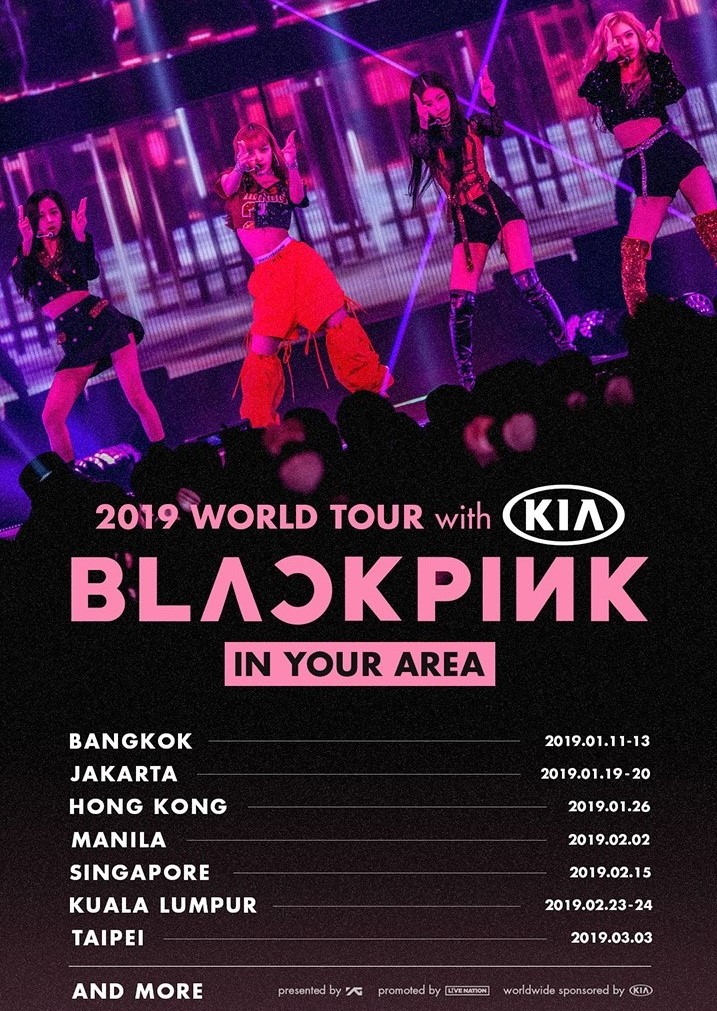 2019 WORLD TOUR with KIA
BLACKPINK
IN YOUR AREA
BANGKOK 2019.01.11-13
JAKARTA 2019.01.19-20
HONG KONG 2019.01.26
MANILA 2019.02.02
SINGAPORE 2019.02.15
KUALA LUMPUR 2019.02.23-24
TAIPEI 2019.03.03
AND MORE presented by YG promoted by LIVE NATION worldwide sponsored by KIA